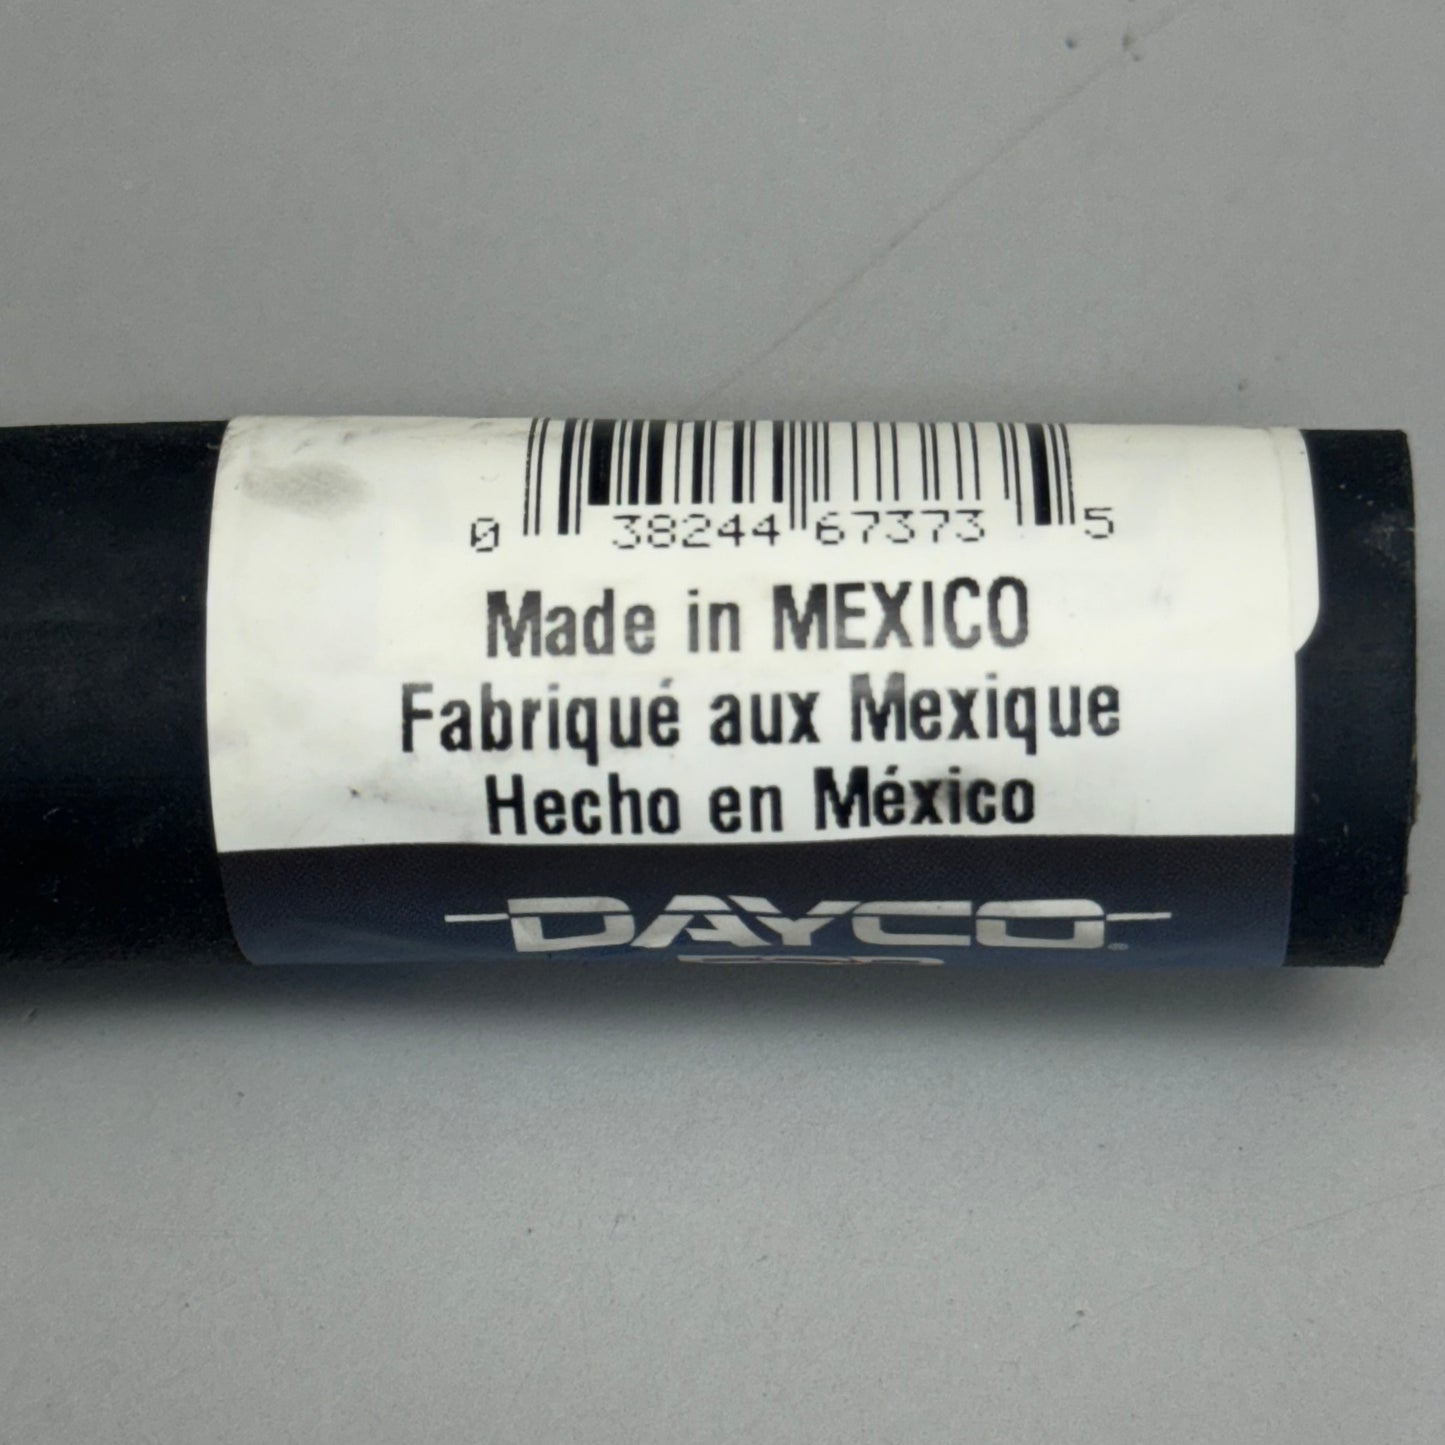 0 38244 67373 5
Made in MEXICO
Fabriqué aux Mexique
Hecho en México
DAYCO®